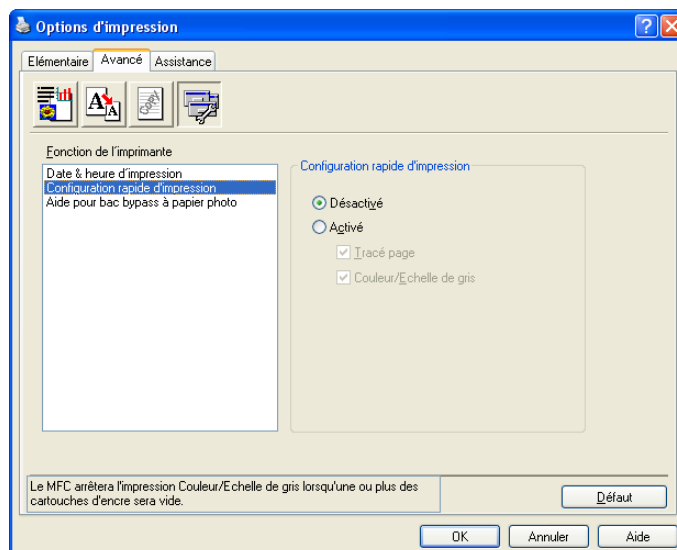 Options d'impression
Elémentaire Avancé Assistance
Fonction de l'imprimante
Date & heure d'impression
Configuration rapide d'impression
Aide pour bac bypass à papier photo
Configuration rapide d'impression
Désactivé
Activé
Tracé page
Couleur/Echelle de gris
Le MFC arrêtera l'impression Couleur/Echelle de gris lorsqu'une ou plus des
cartouches d'encre sera vide.
Défaut
OK Annuler Aide